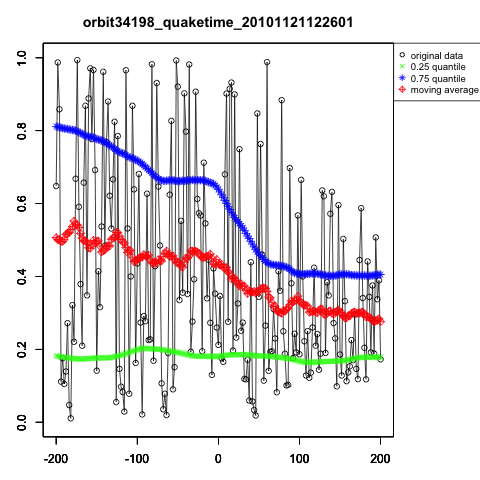 orbit34198_quaketime_20101121122601
original data
0.25 quantile
0.75 quantile
moving average
1.0
0.8
0.6
0.4
0.2
0.0
-200 -100 0 100 200